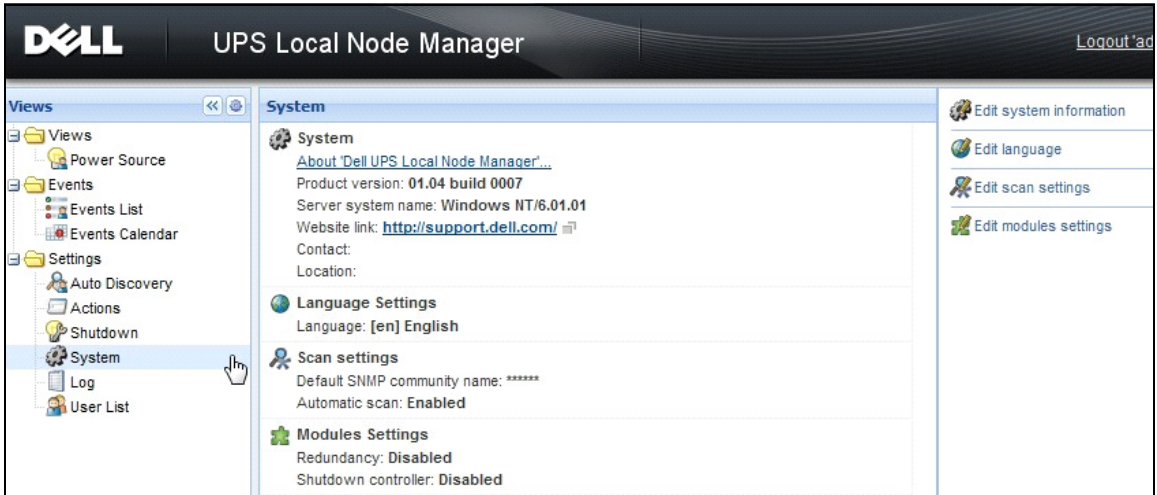 DELL
UPS Local Node Manager
Logout 'ad
Views
Views
Power Source
Events
Events List
Events Calendar
Settings
Auto Discovery
Actions
Shutdown
System
Log
User List
System
System
About 'Dell UPS Local Node Manager'...
Product version: 01.04 build 0007
Server system name: Windows NT/6.01.01
Website link: http://support.dell.com/
Contact:
Location:
Language Settings
Language: [en] English
Scan settings
Default SNMP community name: ******
Automatic scan: Enabled
Modules Settings
Redundancy: Disabled
Shutdown controller: Disabled
Edit system information
Edit language
Edit scan settings
Edit modules settings